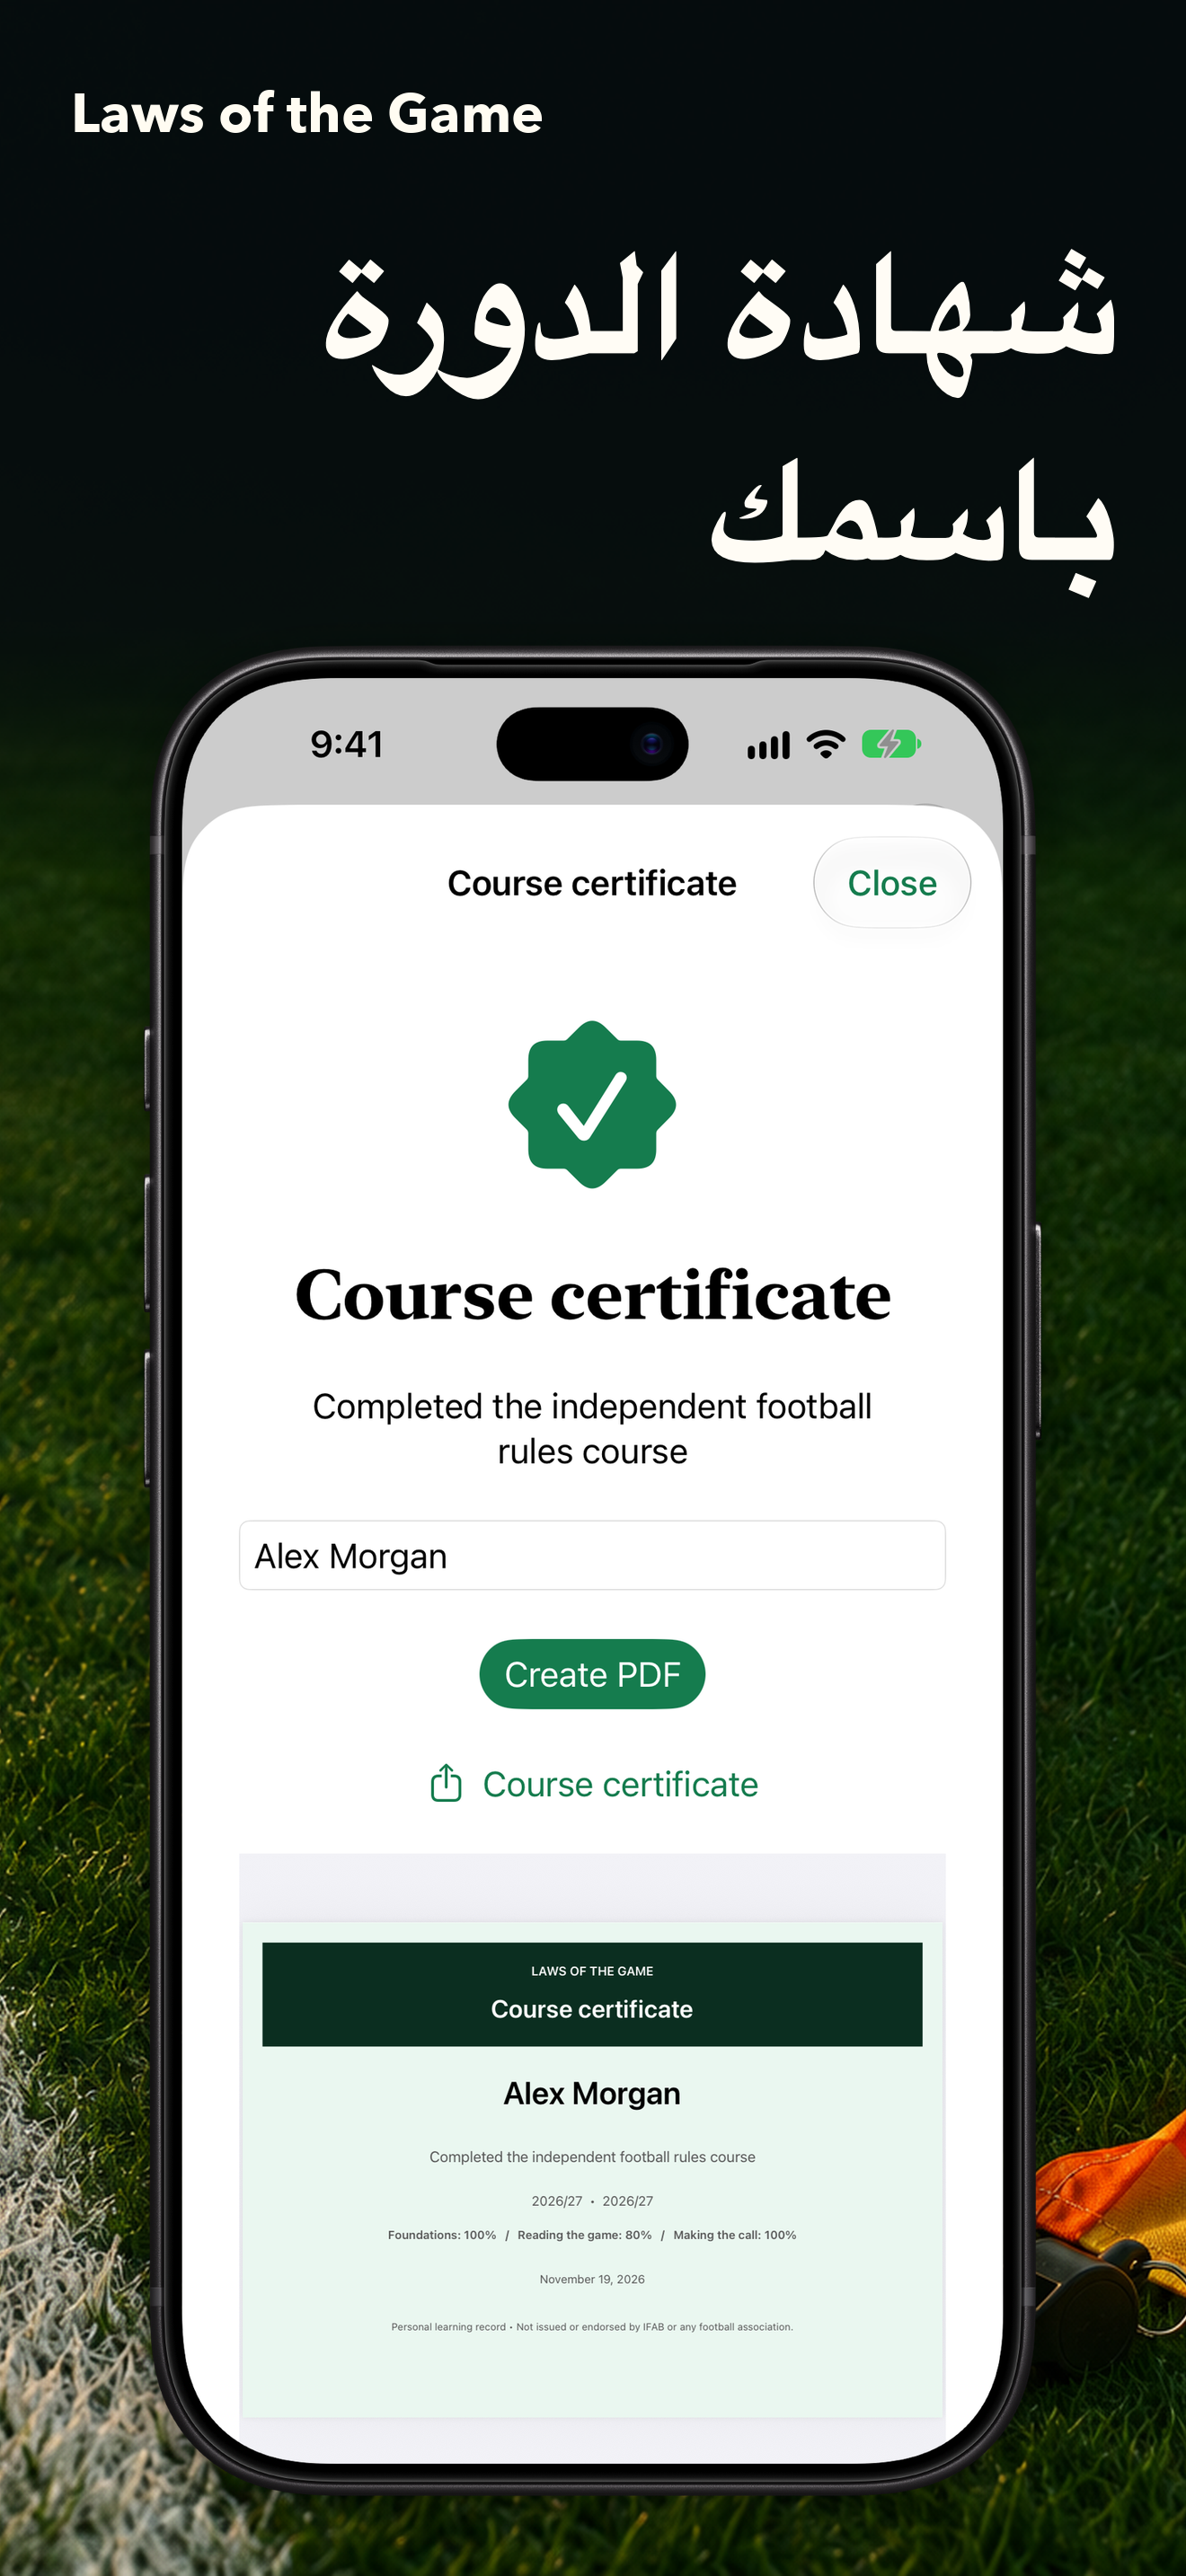 Laws of the Game
شهادة الدورة
باسمك
9:41
Course certificate
Close
Course certificate
Completed the independent football
rules course
Alex Morgan
Create PDF
Course certificate
LAWS OF THE GAME
Course certificate
Alex Morgan
Completed the independent football rules course
2026/27 • 2026/27
Foundations: 100% / Reading the game: 80% / Making the call: 100%
November 19, 2026
Personal learning record • Not issued or endorsed by IFAB or any football association.